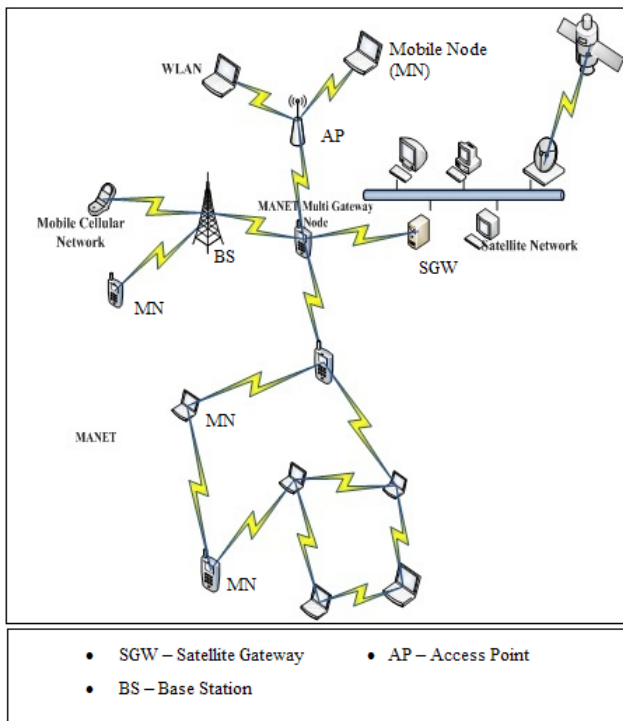 Mobile Node
(MN)
WLAN
AP
MANET Multi Gateway
Node
Mobile Cellular
Network
BS
SGW
Satellite Network
MN
MN
MANET
MN
• SGW – Satellite Gateway • AP – Access Point
• BS – Base Station